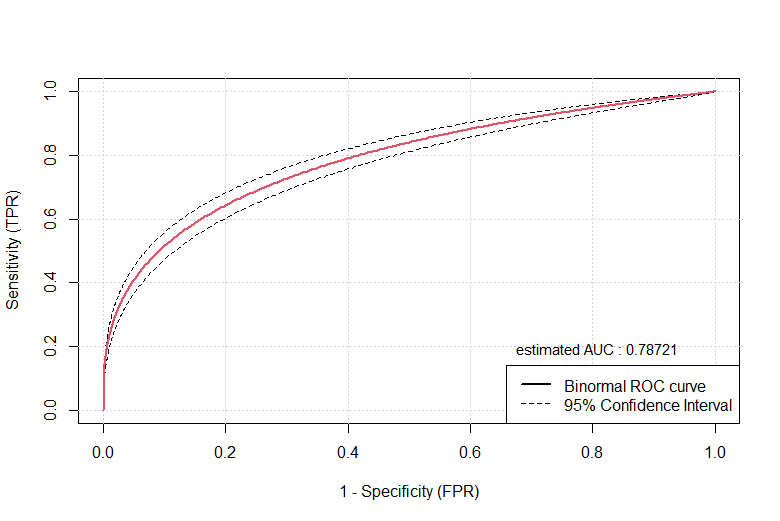 1.0
0.8
0.6
0.4
0.2
0.0
Sensitivity (TPR)
estimated AUC : 0.78721
Binormal ROC curve
95% Confidence Interval
0.0 0.2 0.4 0.6 0.8 1.0
1 - Specificity (FPR)